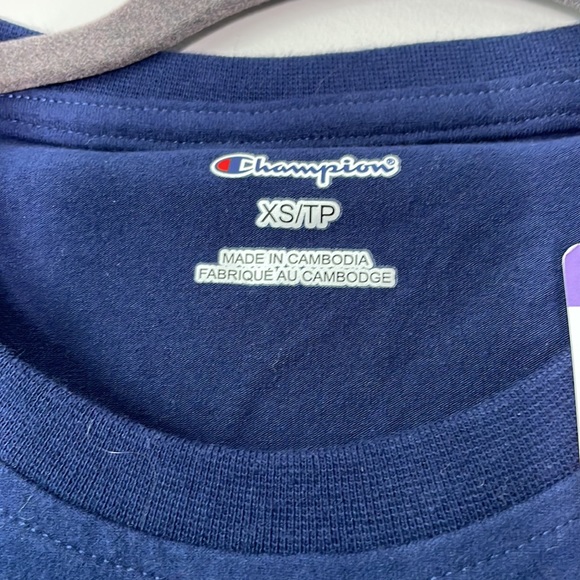 Champion®
XS/TP
MADE IN CAMBODIA
FABRIQUÉ AU CAMBODGE